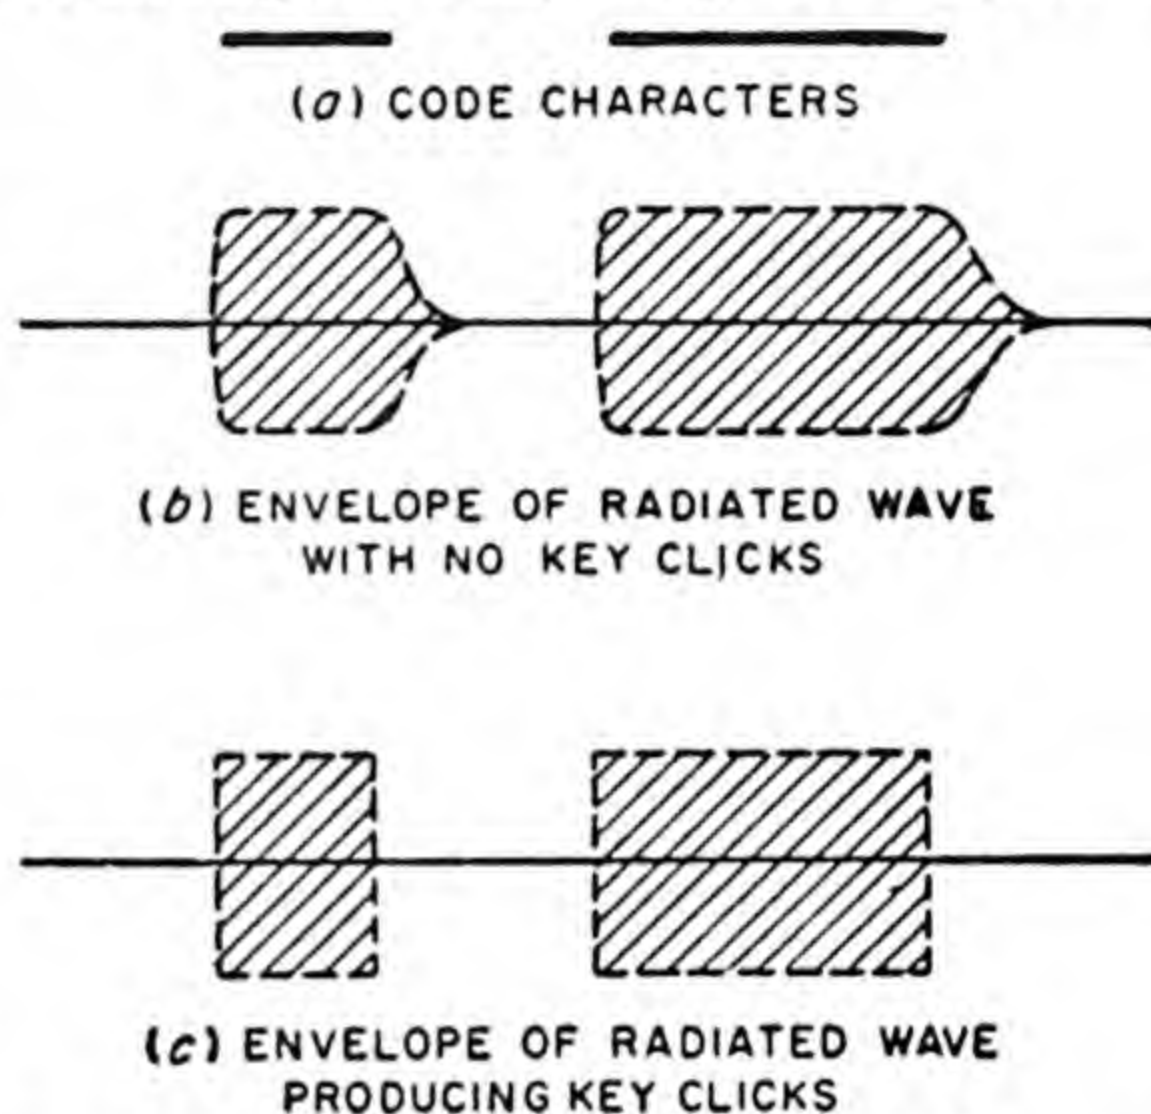 (a) CODE CHARACTERS
(b) ENVELOPE OF RADIATED WAVE
WITH NO KEY CLICKS
(c) ENVELOPE OF RADIATED WAVE
PRODUCING KEY CLICKS